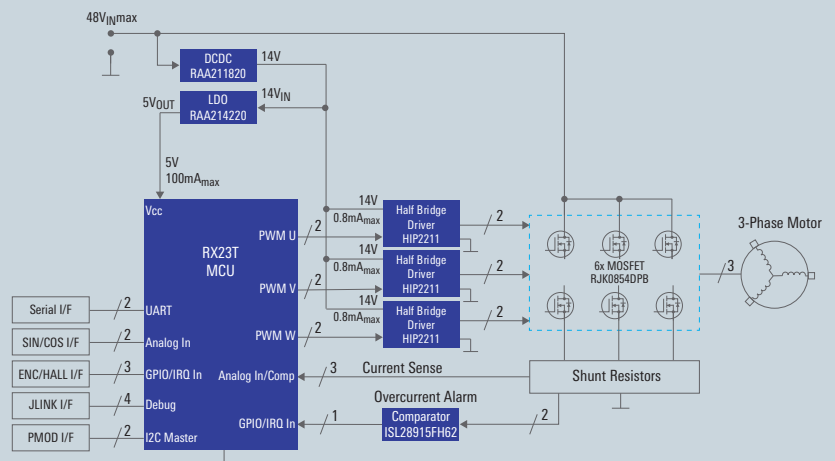 48VINmax
DCDC
RAA211820
14V
5VOUT
LDO
RAA214220
14VIN
5V
100mAmax
Vcc
RX23T
MCU
PWM U
2
14V
0.8mAmax
Half Bridge
Driver
HIP2211
2
PWM V
2
14V
0.8mAmax
Half Bridge
Driver
HIP2211
2
PWM W
2
14V
0.8mAmax
Half Bridge
Driver
HIP2211
2
6x MOSFET
RJK0854DPB
3
3-Phase Motor
Serial I/F
2
UART
SIN/COS I/F
2
Analog In
ENC/HALL I/F
3
GPIO/IRQ In
JLINK I/F
4
Debug
PMOD I/F
2
I2C Master
Analog In/Comp
3
Current Sense
Shunt Resistors
Overcurrent Alarm
GPIO/IRQ In
1
Comparator
ISL28915FH62
2